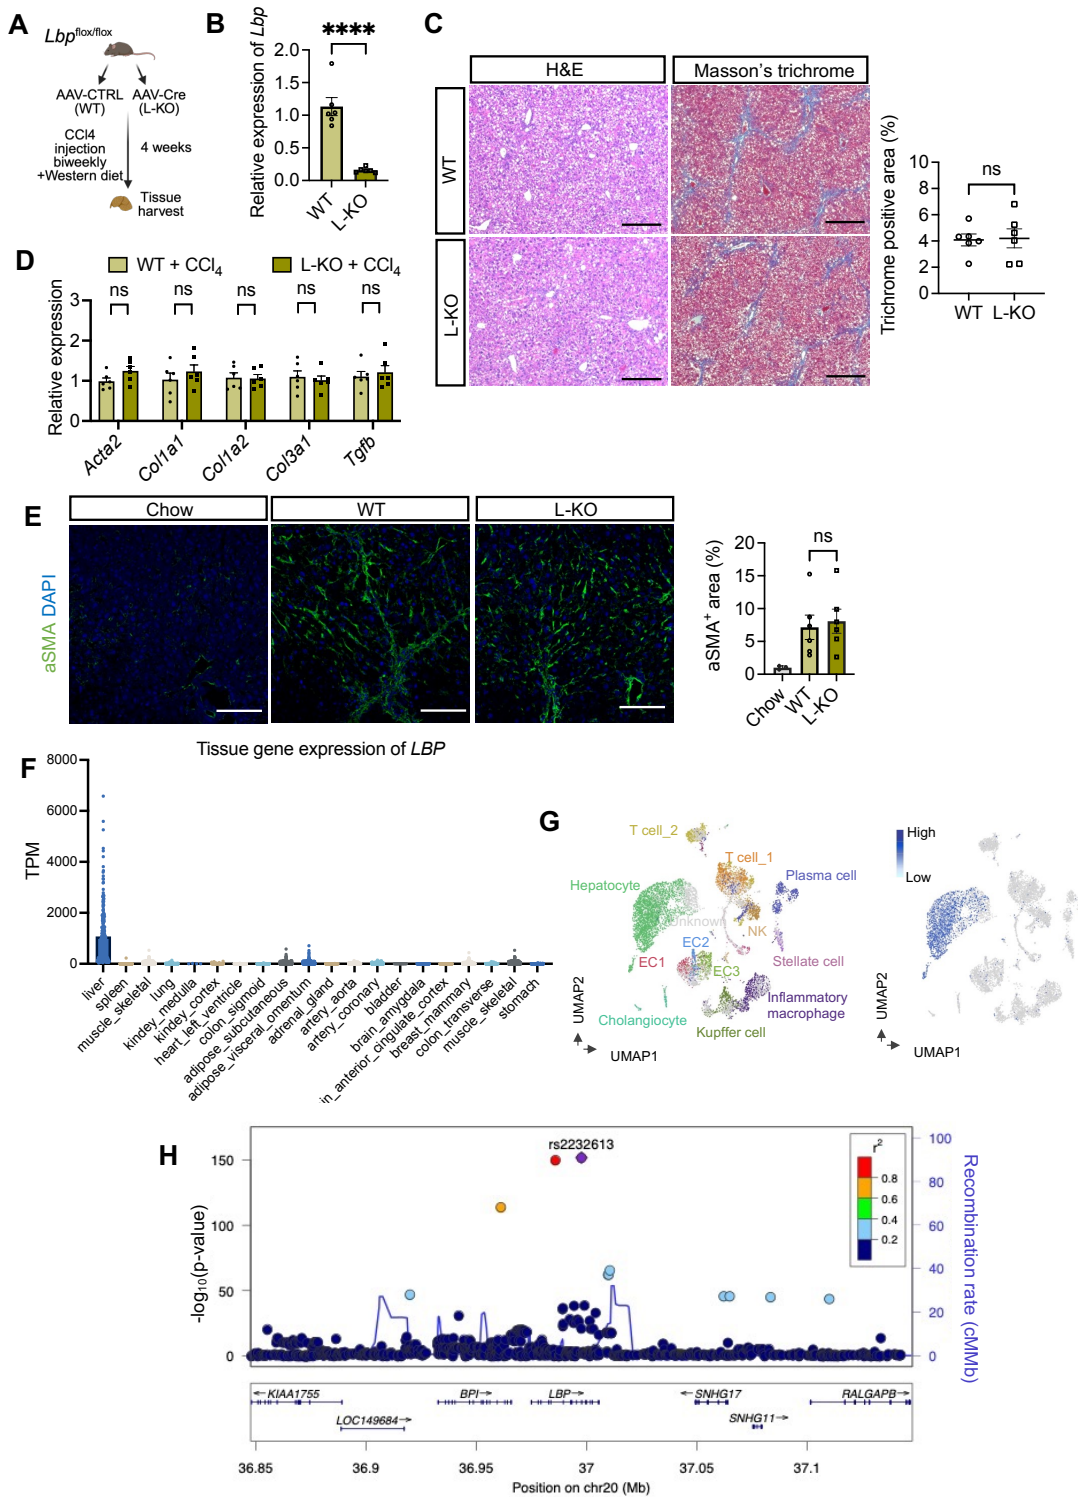 A
Lbp^flox/flox
AAV-CTRL
(WT)
AAV-Cre
(L-KO)
CCl4
injection
biweekly
+Western diet
4 weeks
Tissue
harvest
B
****
Relative expression of Lbp
2.0
1.5
1.0
0.5
0.0
WT
L-KO
C
H&E
Masson's trichrome
WT
L-KO
Trichrome positive area (%)
10
8
6
4
2
0
ns
WT
L-KO
D
WT + CCl₄
L-KO + CCl₄
ns
ns
ns
ns
ns
Relative expression
3
2
1
0
Acta2
Col1a1
Col1a2
Col3a1
Tgfb
E
Chow
WT
L-KO
aSMA DAPI
aSMA⁺ area (%)
20
15
10
5
0
ns
Chow
WT
L-KO
F
Tissue gene expression of LBP
TPM
8000
6000
4000
2000
0
liver
spleen
muscle_skeletal
lung
kindey_medulla
kindey_cortex
heart_left_ventricle
colon_sigmoid
adipose_subcutaneous
adipose_visceral_omentum
adrenal_gland
artery_aorta
artery_coronary
bladder
brain_amygdala
in_anterior_cngulate_cortex
breast_mammary
colon_transverse
muscle_skeletal
stomach
G
T cell_2
T cell_1
Hepatocyte
Plasma cell
Unknown
NK
EC2
EC1
EC3
Stellate cell
Inflammatory
macrophage
Cholangiocyte
Kupffer cell
UMAP2
UMAP1
High
Low
UMAP2
UMAP1
H
rs2232613
-log₁₀(p-value)
150
100
50
0
r²
0.8
0.6
0.4
0.2
100
80
60
40
20
0
Recombination rate (cMMb)
←KIAA1755
BPI→
LBP→
←SNHG17
RALGAPB→
LOC149684→
SNHG11→
36.85
36.9
36.95
37
37.05
37.1
Position on chr20 (Mb)